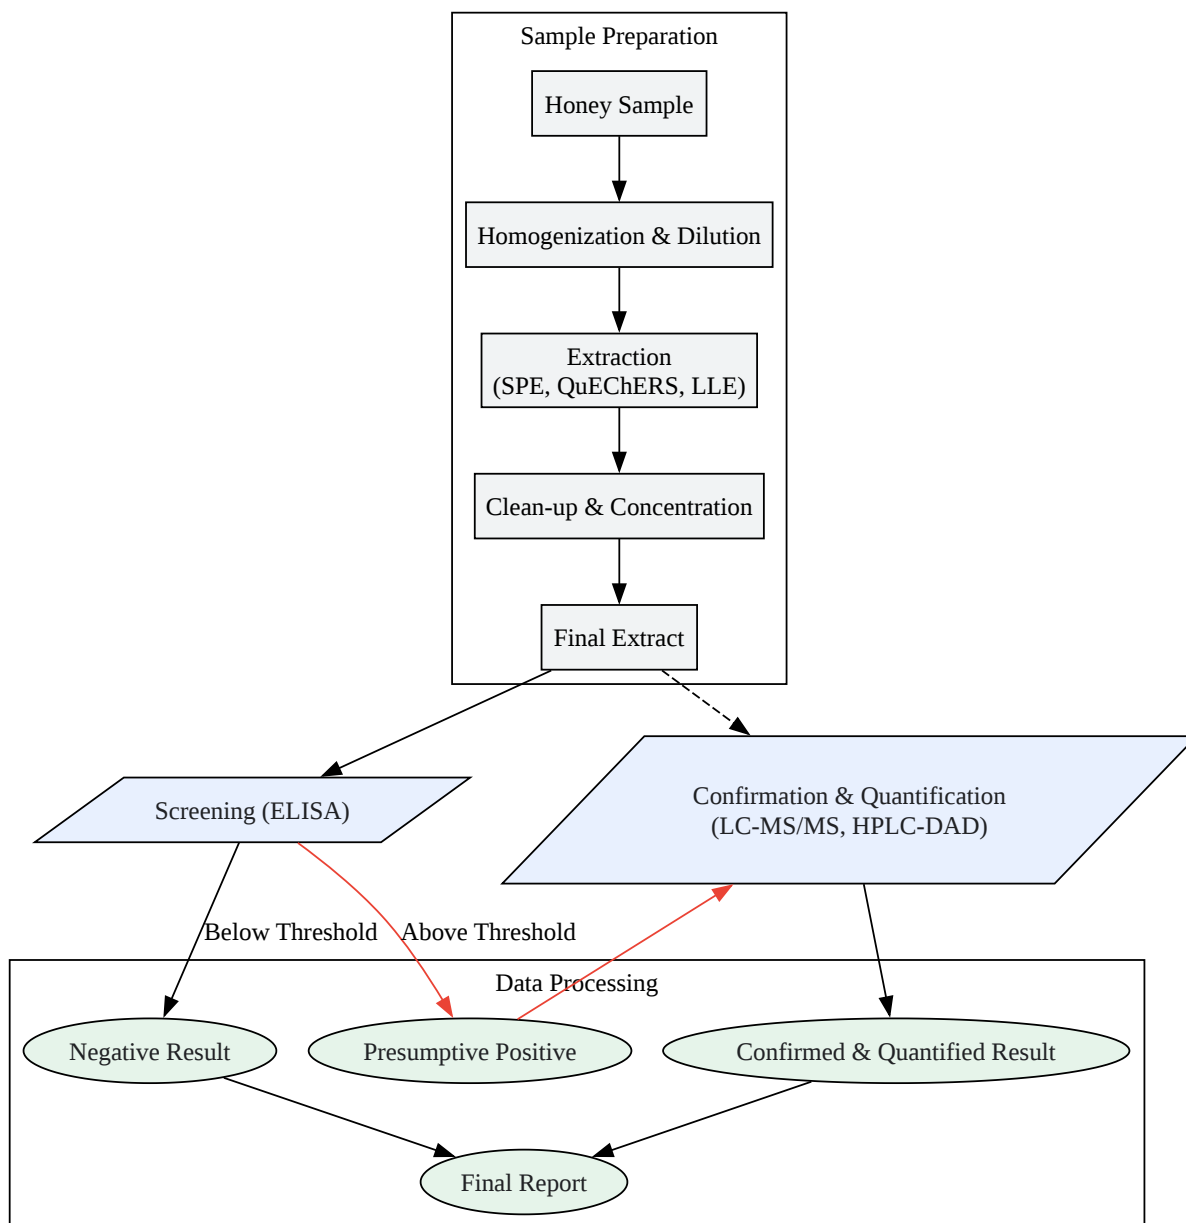 Sample Preparation
Honey Sample
Homogenization & Dilution
Extraction
(SPE, QuEChERS, LLE)
Clean-up & Concentration
Final Extract
Screening (ELISA)
Confirmation & Quantification
(LC-MS/MS, HPLC-DAD)
Below Threshold
Above Threshold
Data Processing
Negative Result
Presumptive Positive
Confirmed & Quantified Result
Final Report